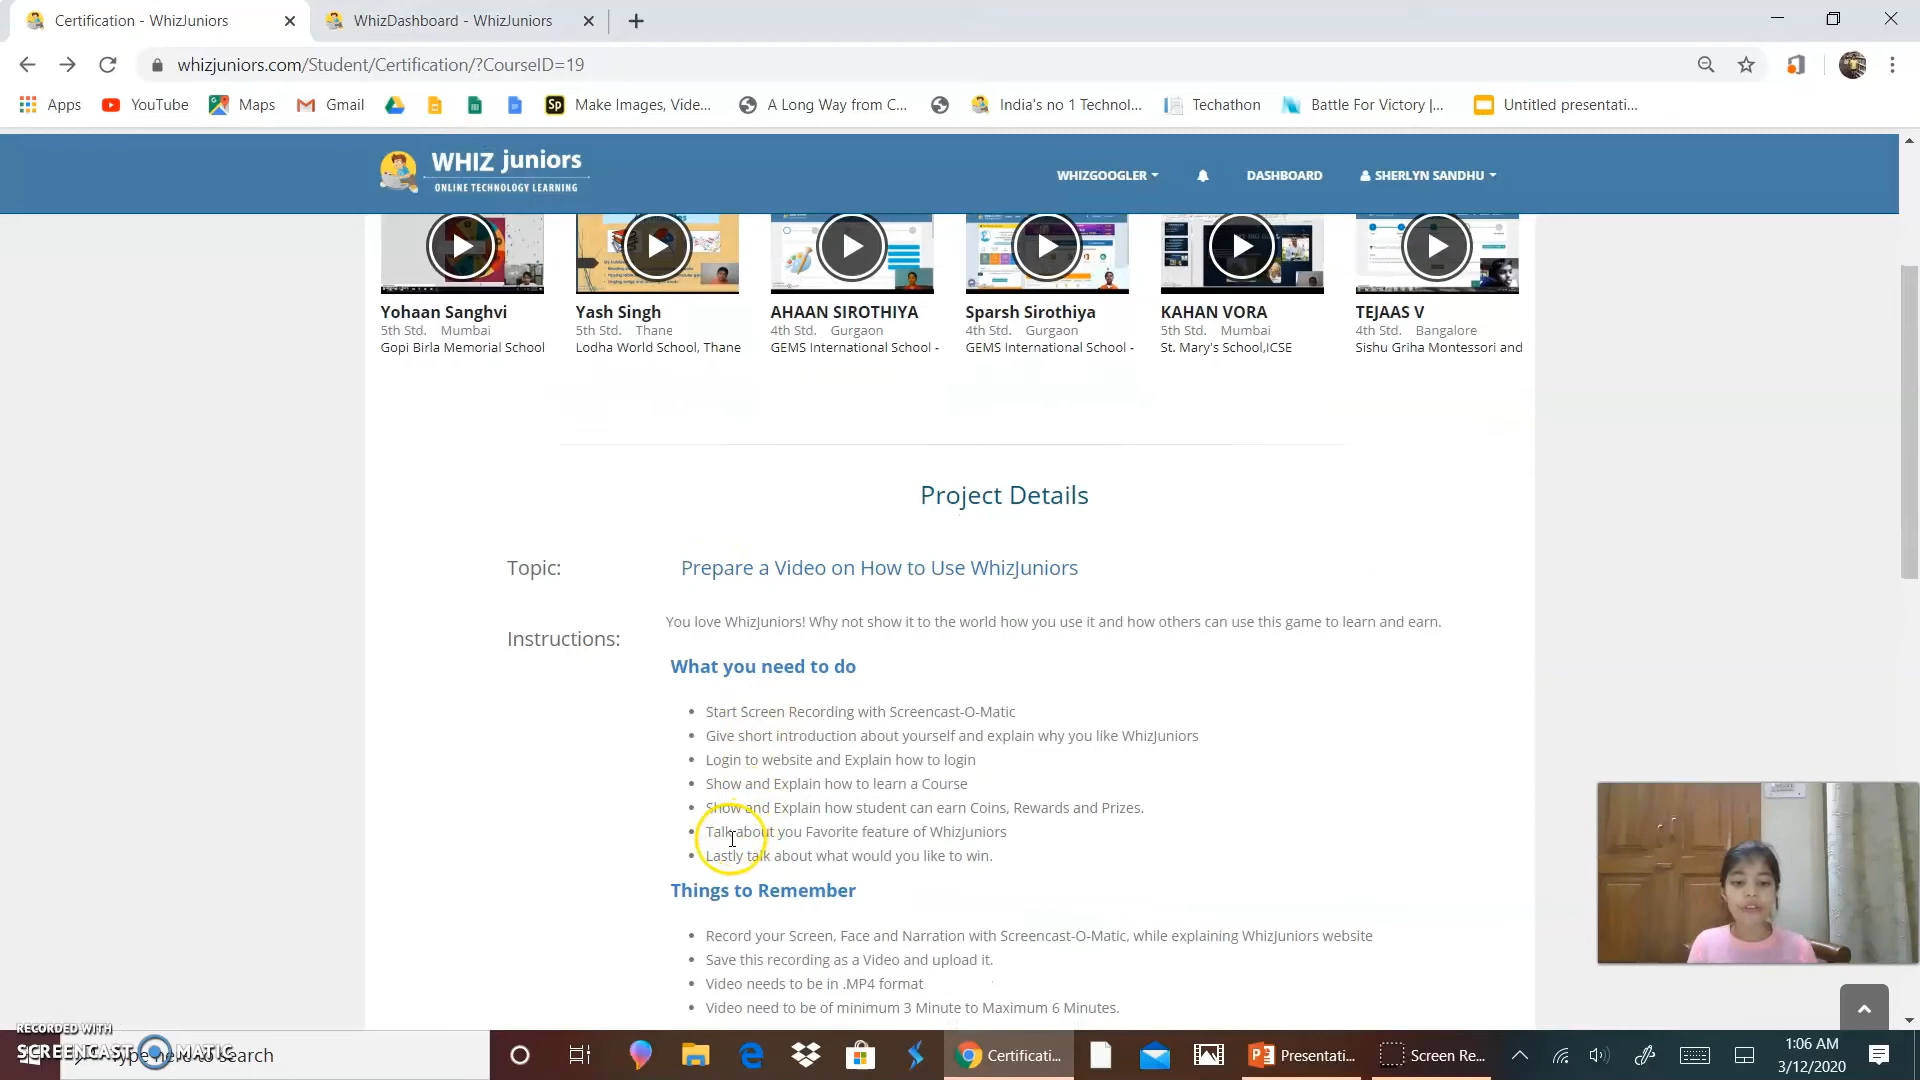 Certification - WhizJuniors
WhizDashboard - WhizJuniors
whizjuniors.com/Student/Certification/?CourseID=19
Apps
YouTube
Maps
Gmail
Sp
Make Images, Vide...
A Long Way from C...
India's no 1 Technol...
Techathon
Battle For Victory |...
Untitled presentati...
WHIZ juniors
ONLINE TECHNOLOGY LEARNING
WHIZGOOGLER
DASHBOARD
SHERLYN SANDHU
Yohaan Sanghvi
5th Std. Mumbai
Gopi Birla Memorial School
Yash Singh
5th Std. Thane
Lodha World School, Thane
AHAAN SIROTHIYA
4th Std. Gurgaon
GEMS International School -
Sparsh Sirothiya
4th Std. Gurgaon
GEMS International School -
KAHAN VORA
5th Std. Mumbai
St. Mary's School,ICSE
TEJAAS V
4th Std. Bangalore
Sishu Griha Montessori and
Project Details
Topic:
Prepare a Video on How to Use WhizJuniors
Instructions:
You love WhizJuniors! Why not show it to the world how you use it and how others can use this game to learn and earn.
What you need to do
Start Screen Recording with Screencast-O-Matic
Give short introduction about yourself and explain why you like WhizJuniors
Login to website and Explain how to login
Show and Explain how to learn a Course
Show and Explain how student can earn Coins, Rewards and Prizes.
Talk about you Favorite feature of WhizJuniors
Lastly talk about what would you like to win.
Things to Remember
Record your Screen, Face and Narration with Screencast-O-Matic, while explaining WhizJuniors website
Save this recording as a Video and upload it.
Video needs to be in .MP4 format
Video need to be of minimum 3 Minute to Maximum 6 Minutes.
RECORDED WITH
SCREENCAST MATIC
Type here to search
Certificati...
Presentati...
Screen Re...
1:06 AM
3/12/2020